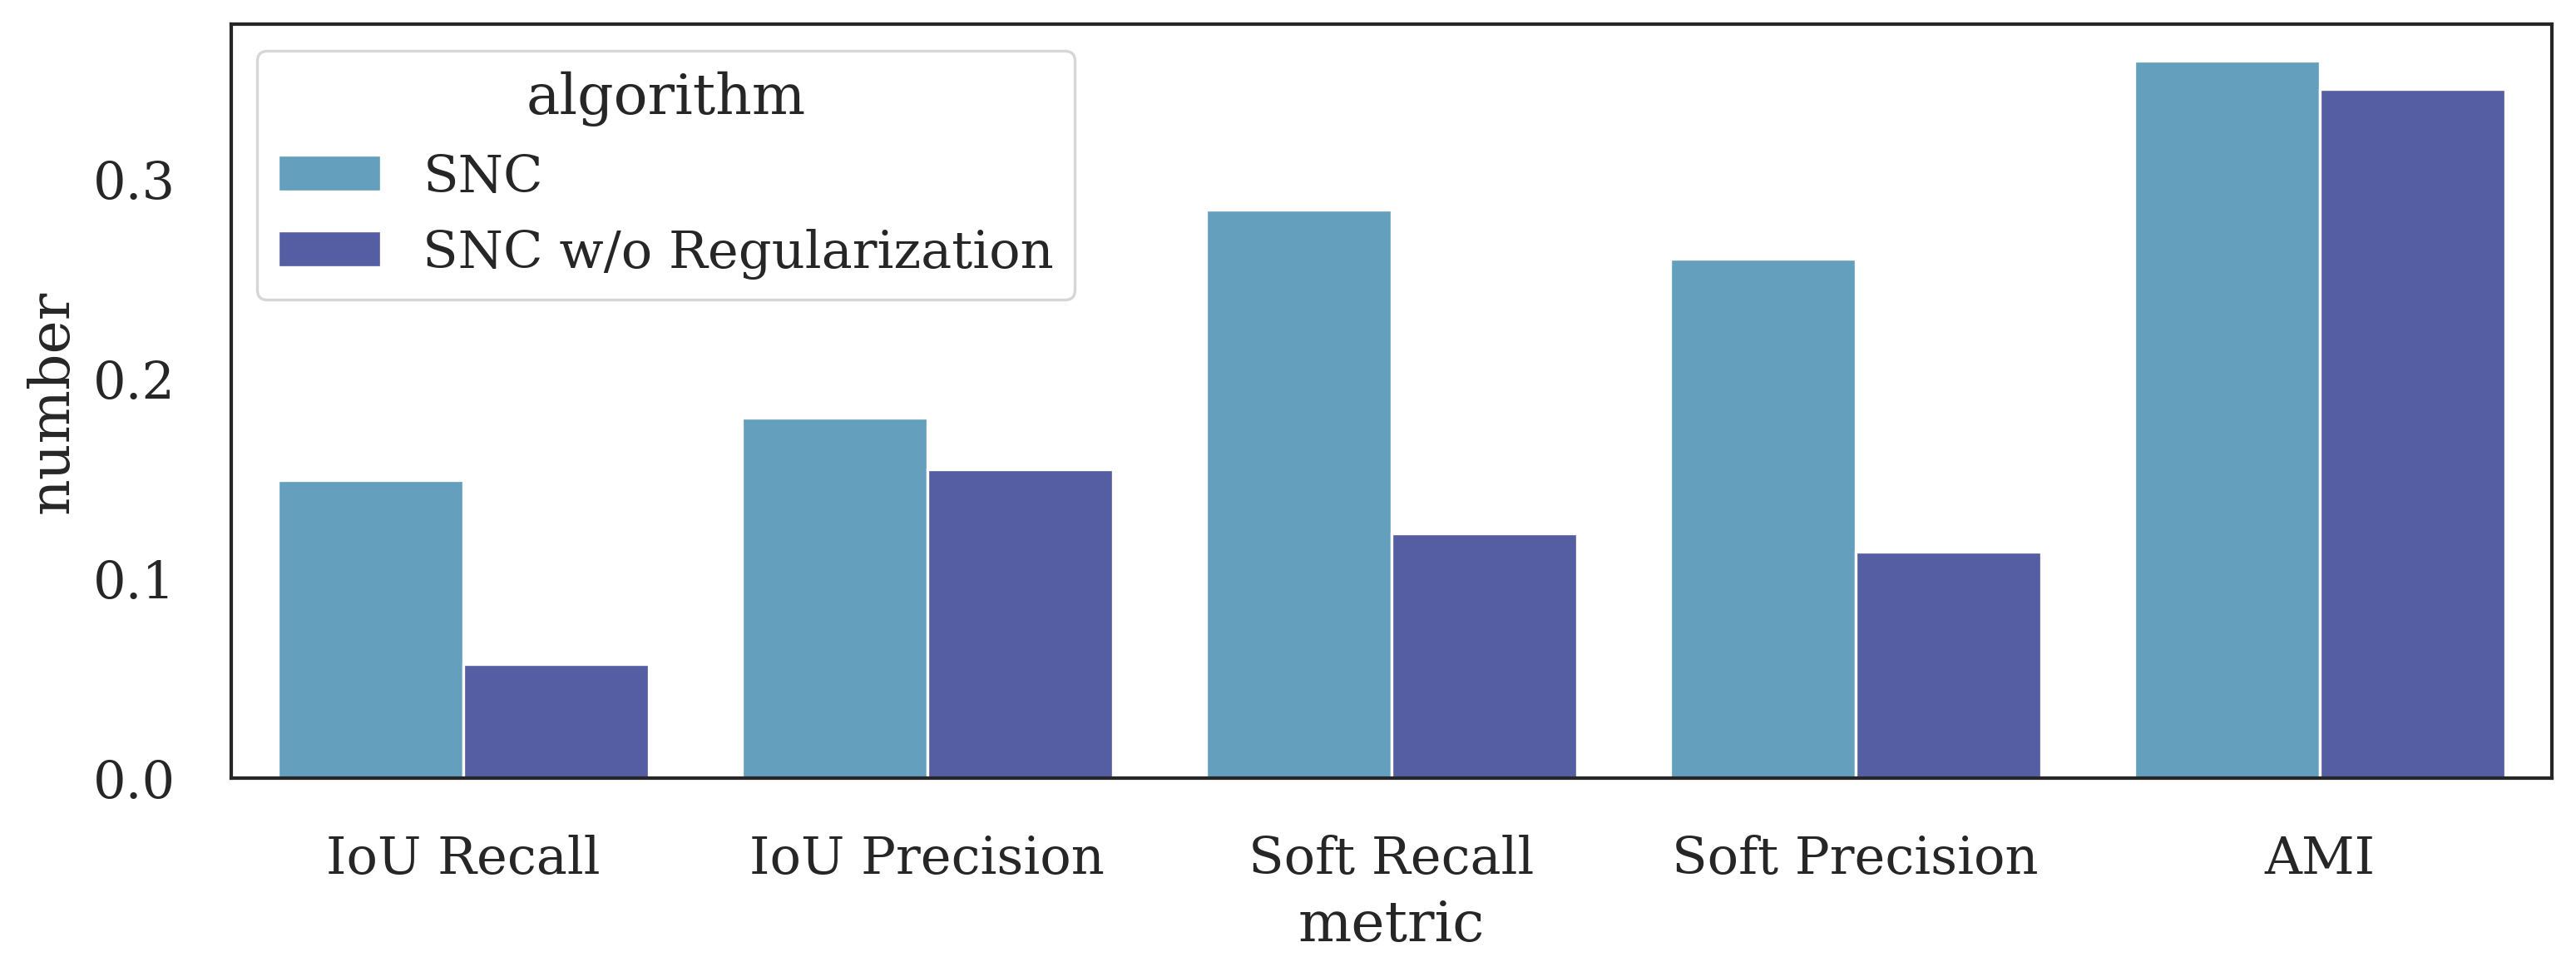 algorithm
SNC
SNC w/o Regularization
number
0.3
0.2
0.1
0.0
IoU Recall
IoU Precision
Soft Recall
Soft Precision
AMI
metric